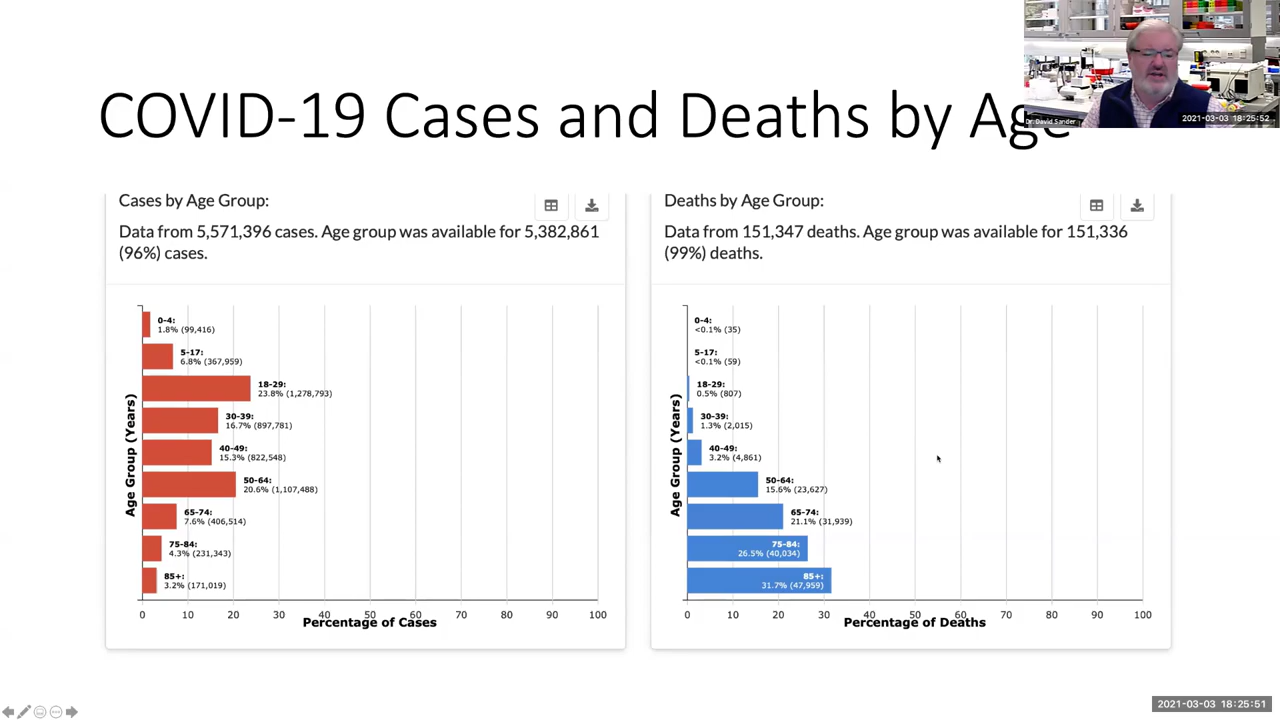 COVID-19 Cases and Deaths by Age
Dr. David Sander
2021-03-03 18:25:52
Cases by Age Group:
Data from 5,571,396 cases. Age group was available for 5,382,861
(96%) cases.
Age Group (Years)
0-4:
1.8% (99,416)
5-17:
6.8% (367,959)
18-29:
23.8% (1,278,793)
30-39:
16.7% (897,781)
40-49:
15.3% (822,548)
50-64:
20.6% (1,107,488)
65-74:
7.6% (406,514)
75-84:
4.3% (231,343)
85+:
3.2% (171,019)
0 10 20 30 40 50 60 70 80 90 100
Percentage of Cases
Deaths by Age Group:
Data from 151,347 deaths. Age group was available for 151,336
(99%) deaths.
Age Group (Years)
0-4:
<0.1% (35)
5-17:
<0.1% (59)
18-29:
0.5% (807)
30-39:
1.3% (2,015)
40-49:
3.2% (4,861)
50-64:
15.6% (23,627)
65-74:
21.1% (31,939)
75-84:
26.5% (40,034)
85+:
31.7% (47,959)
0 10 20 30 40 50 60 70 80 90 100
Percentage of Deaths
2021-03-03 18:25:51